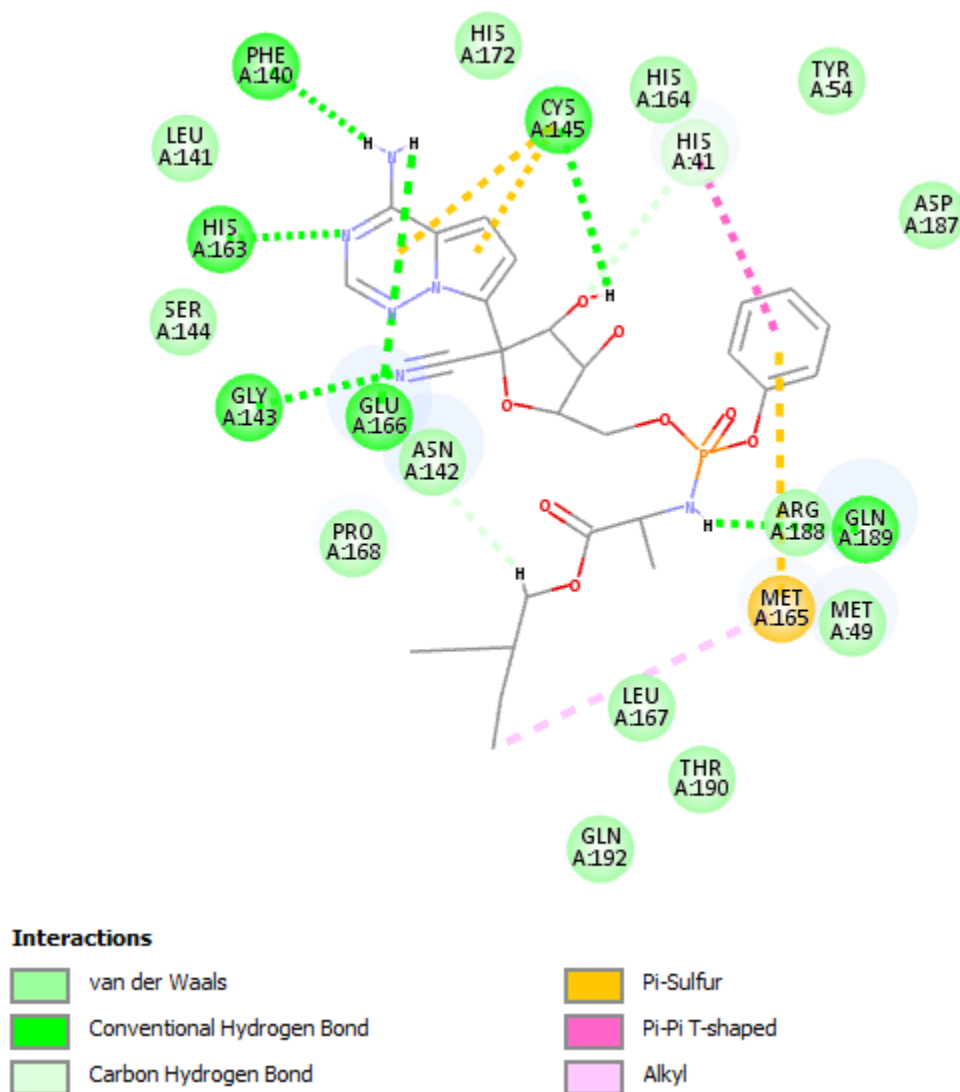 HIS
A:172
PHE
A:140
TYR
A:54
HIS
A:164
CYS
A:145
LEU
A:141
HIS
A:41
H
H
N
ASP
A:187
HIS
A:163
N
N
N
O
H
SER
A:144
O
N
GLY
A:143
GLU
A:166
O
O
O
O
P
ASN
A:142
O
N
H
ARG
A:188
GLN
A:189
PRO
A:168
H
O
MET
A:165
MET
A:49
LEU
A:167
THR
A:190
GLN
A:192
Interactions
van der Waals
Conventional Hydrogen Bond
Carbon Hydrogen Bond
Pi-Sulfur
Pi-Pi T-shaped
Alkyl